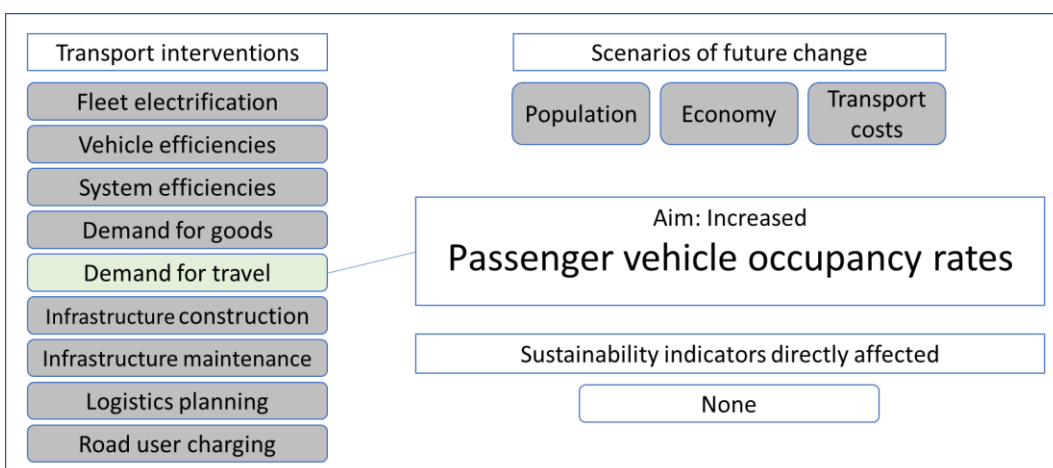 Transport interventions
Fleet electrification
Vehicle efficiencies
System efficiencies
Demand for goods
Demand for travel
Infrastructure construction
Infrastructure maintenance
Logistics planning
Road user charging
Scenarios of future change
Population
Economy
Transport
costs
Aim: Increased
Passenger vehicle occupancy rates
Sustainability indicators directly affected
None